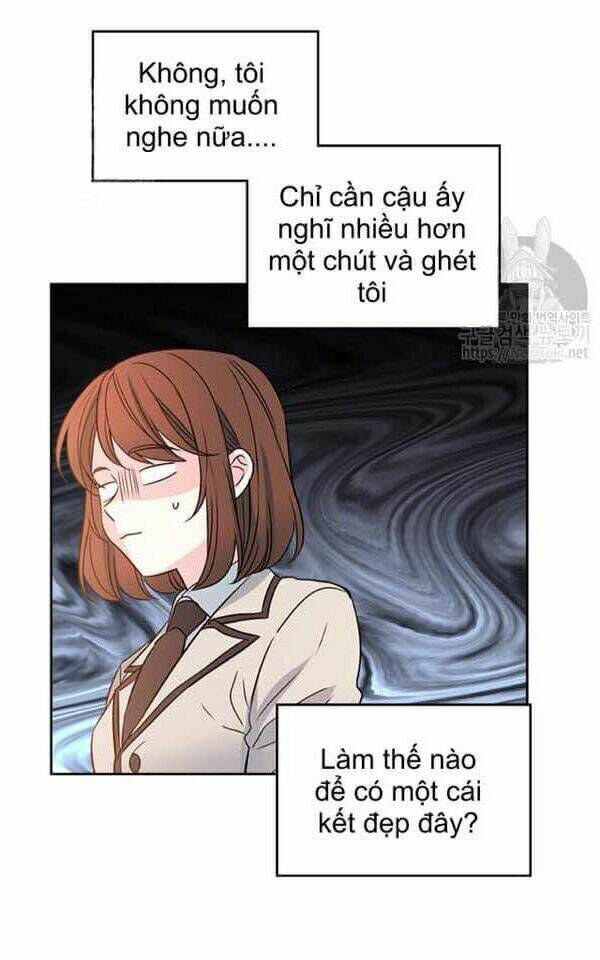 Không, tôi
không muốn
nghe nữa....
Chỉ cần cậu ấy
nghĩ nhiều hơn
một chút và ghét
tôi
Làm thế nào
để có một cái
kết đẹp đây?